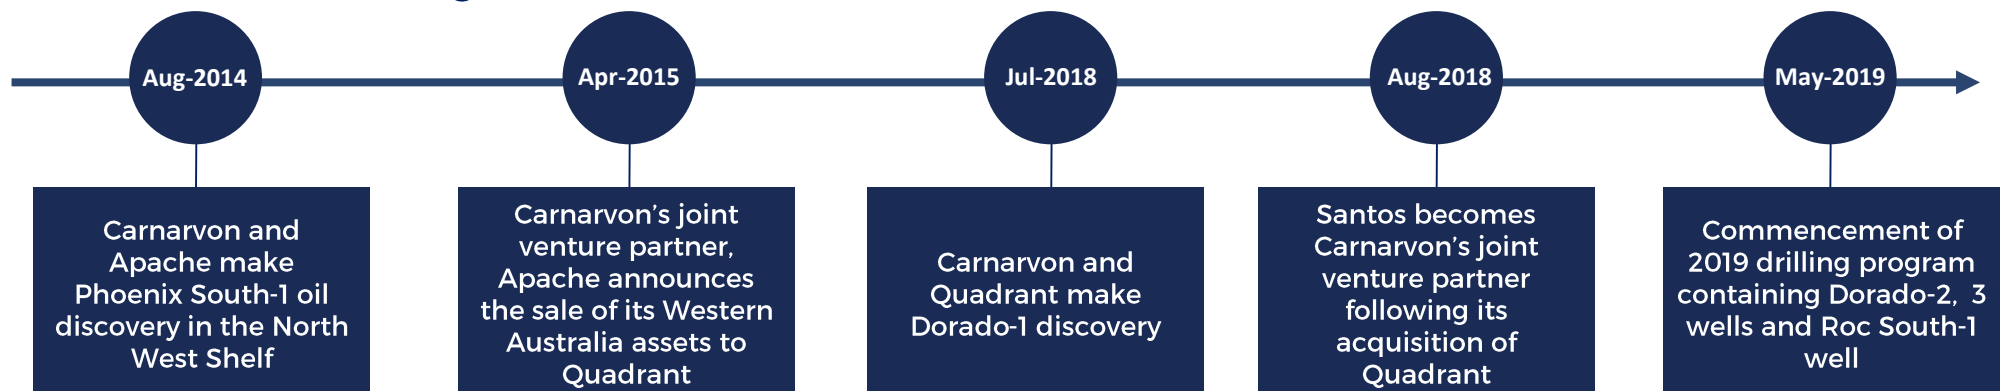 Aug-2014
Apr-2015
Jul-2018
Aug-2018
May-2019
Carnarvon and
Apache make
Phoenix South-1 oil
discovery in the North
West Shelf
Carnarvon’s joint
venture partner,
Apache announces
the sale of its Western
Australia assets to
Quadrant
Carnarvon and
Quadrant make
Dorado-1 discovery
Santos becomes
Carnarvon’s joint
venture partner
following its
acquisition of
Quadrant
Commencement of
2019 drilling program
containing Dorado-2, 3
wells and Roc South-1
well